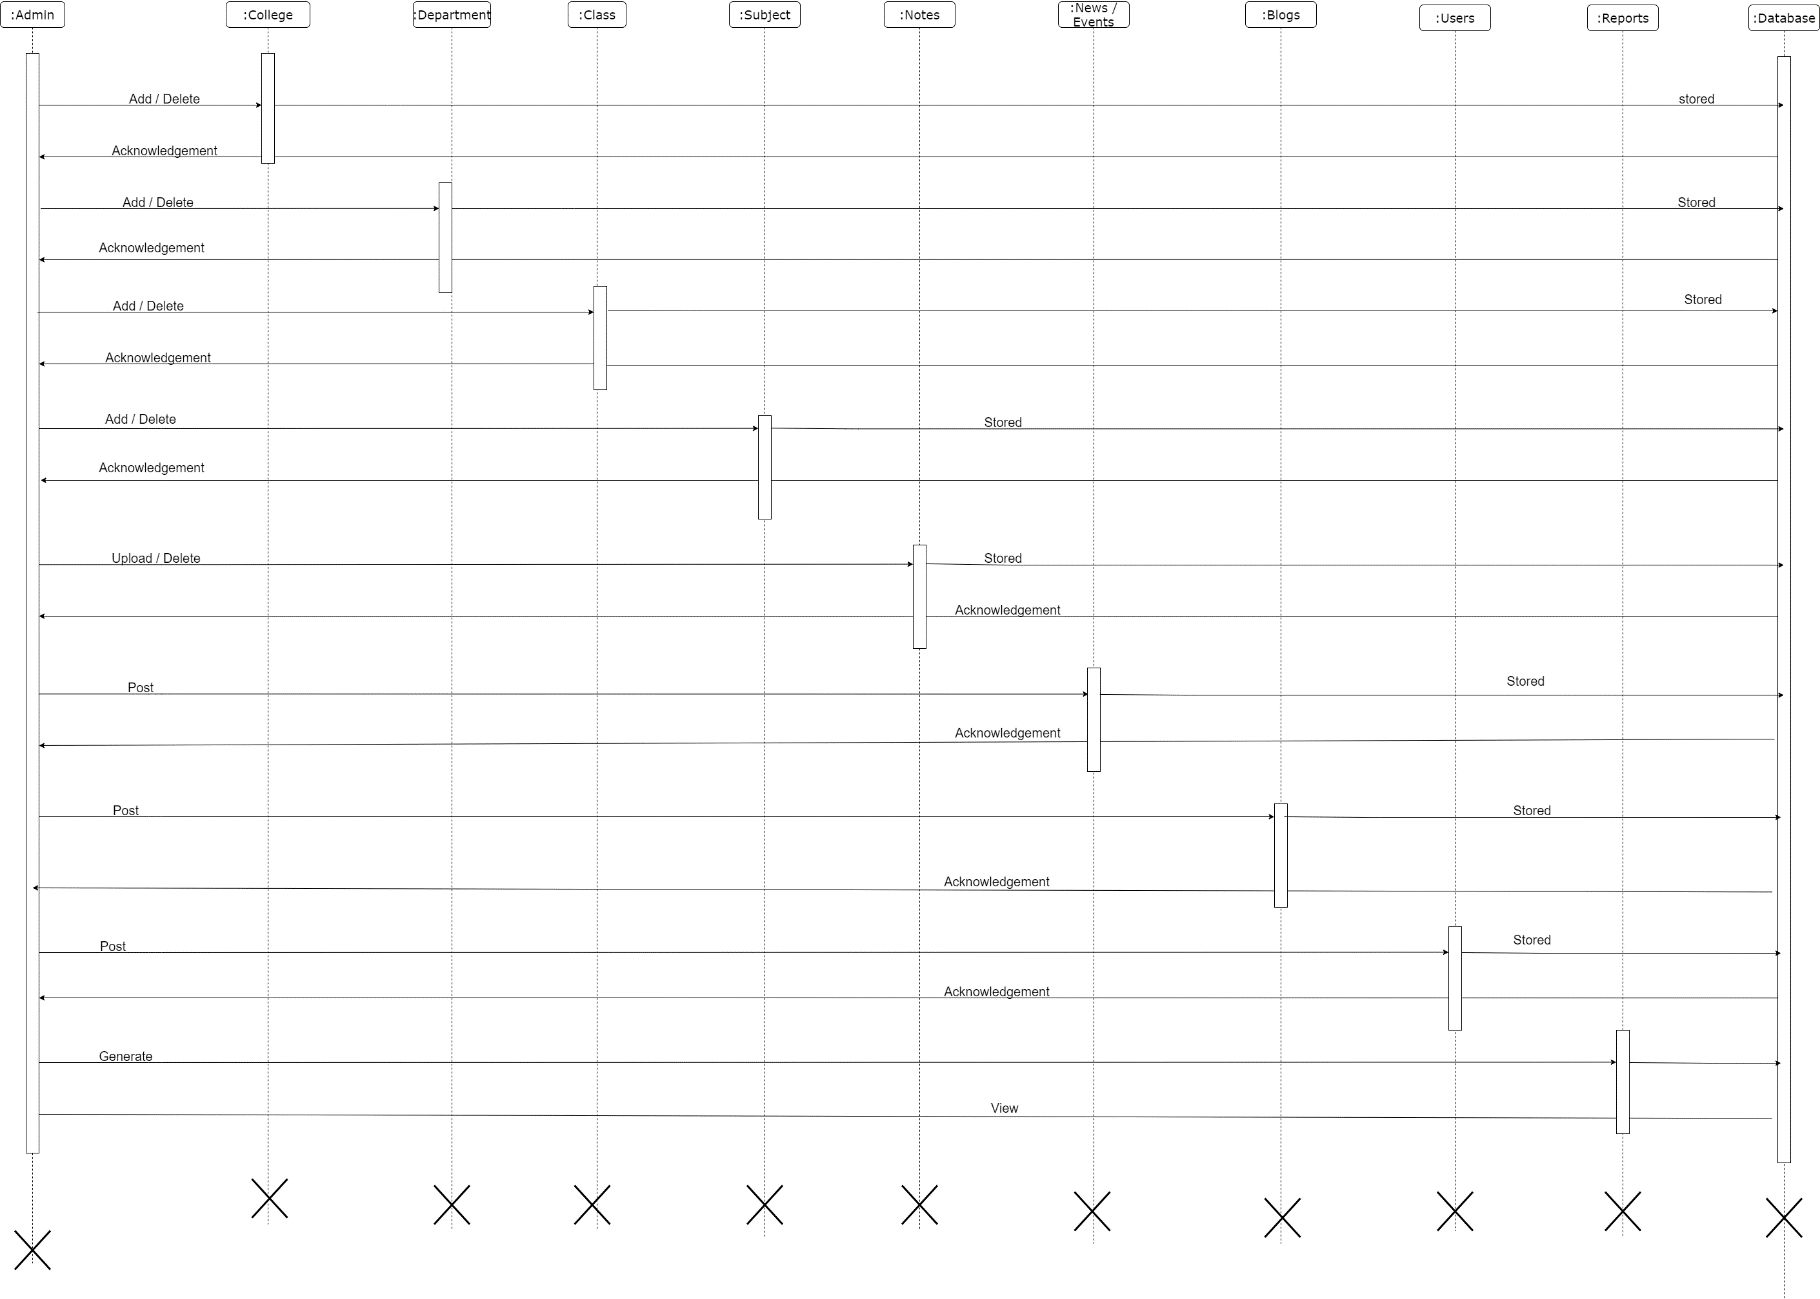 :Admin
:College
:Department
:Class
:Subject
:Notes
:News /
Events
:Blogs
:Users
:Reports
:Database
Add / Delete
stored
Acknowledgement
Add / Delete
Stored
Acknowledgement
Add / Delete
Stored
Acknowledgement
Add / Delete
Stored
Acknowledgement
Upload / Delete
Stored
Acknowledgement
Post
Stored
Acknowledgement
Post
Stored
Acknowledgement
Post
Stored
Acknowledgement
Generate
View